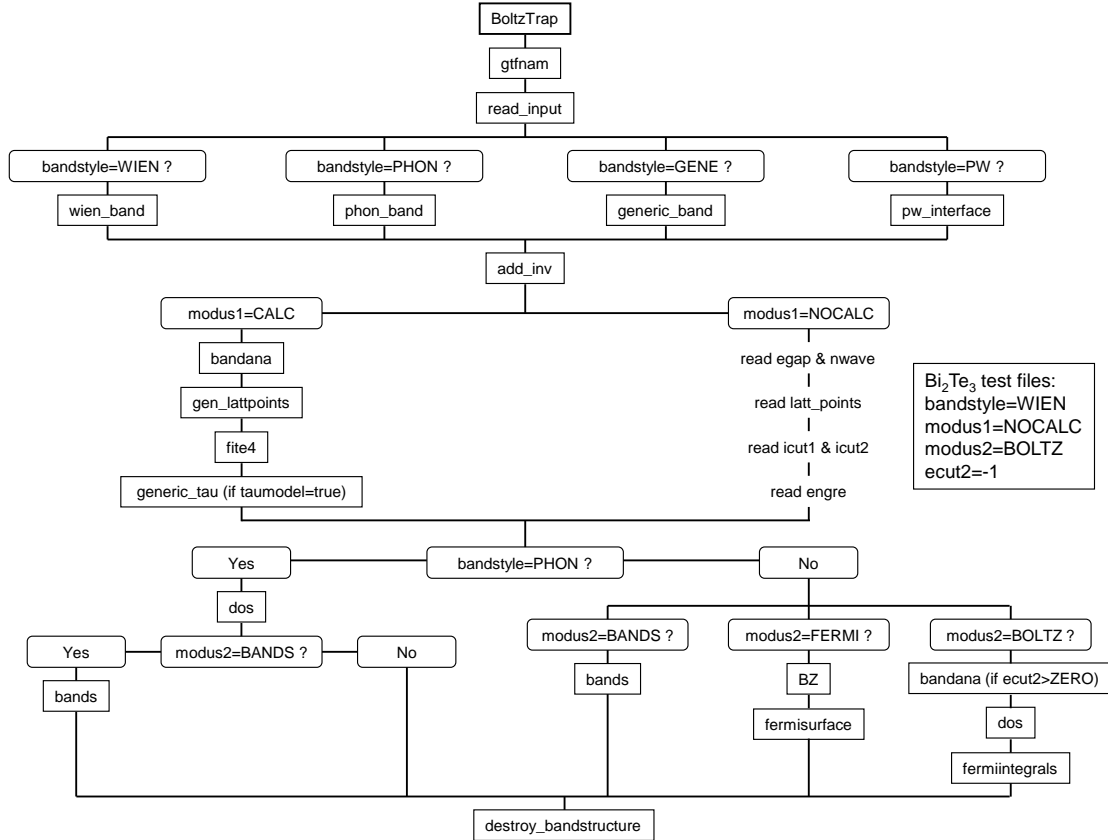 BoltzTrap
gtfnam
read_input
bandstyle=WIEN ?
bandstyle=PHON ?
bandstyle=GENE ?
bandstyle=PW ?
wien_band
phon_band
generic_band
pw_interface
add_inv
modus1=CALC
modus1=NOCALC
bandana
gen_lattpoints
fite4
generic_tau (if taumodel=true)
read egap & nwave
read latt_points
read icut1 & icut2
read engre
Bi₂Te₃ test files:
bandstyle=WIEN
modus1=NOCALC
modus2=BOLTZ
ecut2=-1
Yes
bandstyle=PHON ?
No
dos
Yes
modus2=BANDS ?
No
bands
modus2=BANDS ?
modus2=FERMI ?
modus2=BOLTZ ?
bands
BZ
bandana (if ecut2>ZERO)
fermisurface
dos
fermiintegrals
destroy_bandstructure